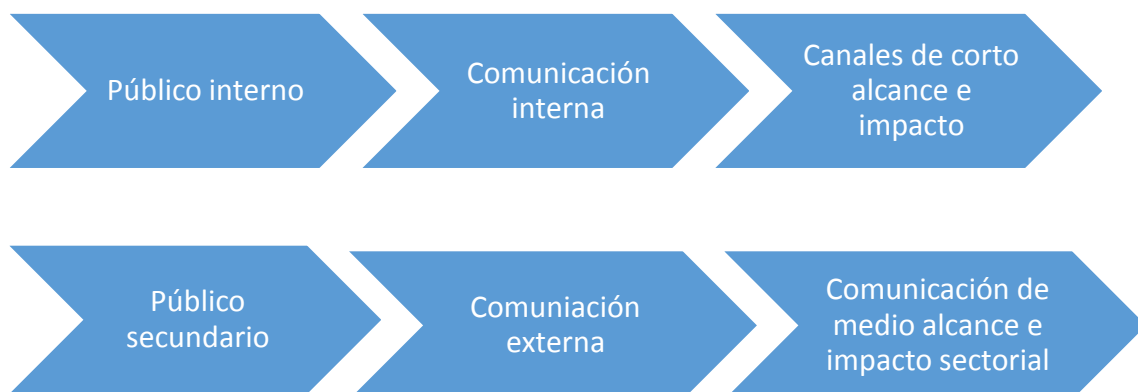 Público interno
Comunicación
interna
Canales de corto
alcance e
impacto
Público
secundario
Comuniación
externa
Comunicación de
medio alcance e
impacto sectorial